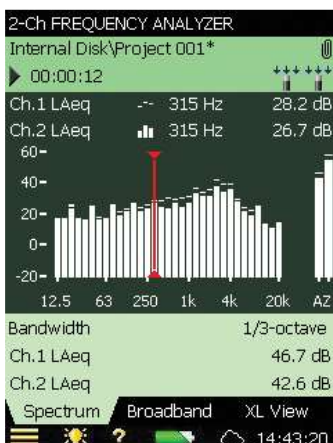 2-Ch FREQUENCY ANALYZER
Internal Disk\Project 001*
00:00:12
Ch.1 LAeq 315 Hz 28.2 dB
Ch.2 LAeq 315 Hz 26.7 dB
60
40
20
0
-20
12.5 63 250 1k 4k 20k AZ
Bandwidth 1/3-octave
Ch.1 LAeq 46.7 dB
Ch.2 LAeq 42.6 dB
Spectrum Broadband XL View
? 14:43:20